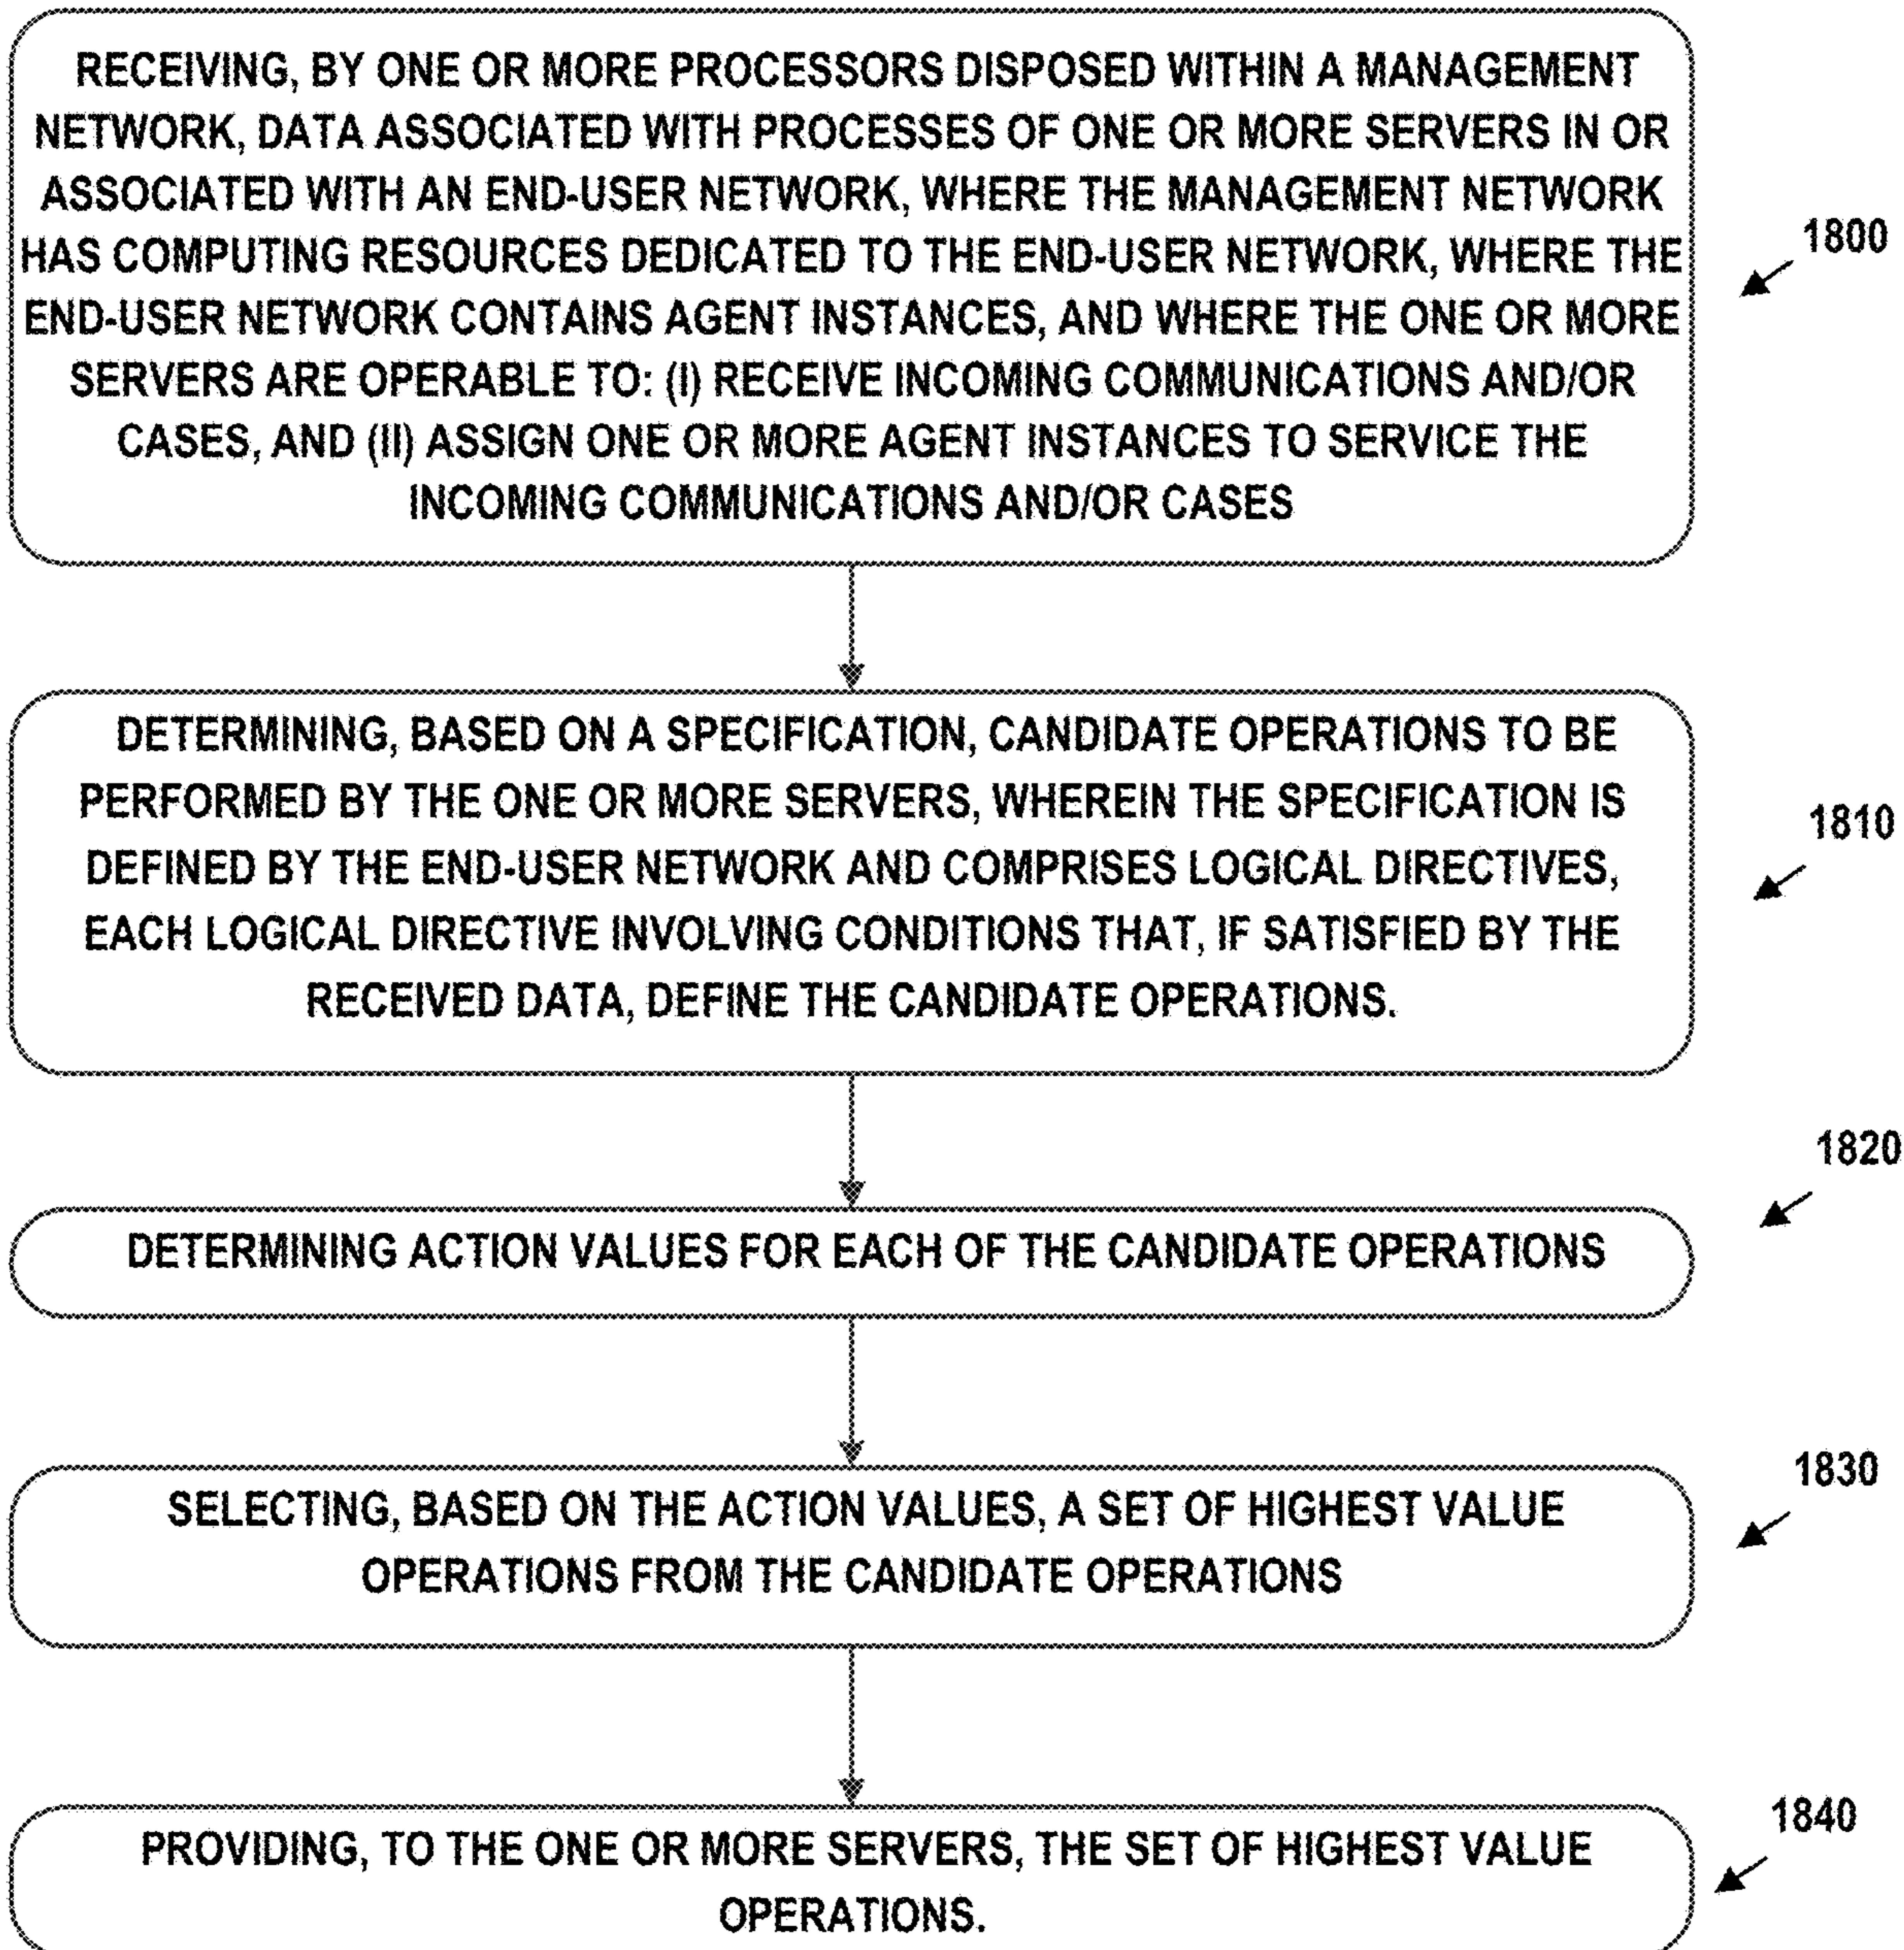 RECEIVING, BY ONE OR MORE PROCESSORS DISPOSED WITHIN A MANAGEMENT
NETWORK, DATA ASSOCIATED WITH PROCESSES OF ONE OR MORE SERVERS IN OR
ASSOCIATED WITH AN END-USER NETWORK, WHERE THE MANAGEMENT NETWORK
HAS COMPUTING RESOURCES DEDICATED TO THE END-USER NETWORK, WHERE THE
END-USER NETWORK CONTAINS AGENT INSTANCES, AND WHERE THE ONE OR MORE
SERVERS ARE OPERABLE TO: (I) RECEIVE INCOMING COMMUNICATIONS AND/OR
CASES, AND (II) ASSIGN ONE OR MORE AGENT INSTANCES TO SERVICE THE
INCOMING COMMUNICATIONS AND/OR CASES
1800
DETERMINING, BASED ON A SPECIFICATION, CANDIDATE OPERATIONS TO BE
PERFORMED BY THE ONE OR MORE SERVERS, WHEREIN THE SPECIFICATION IS
DEFINED BY THE END-USER NETWORK AND COMPRISES LOGICAL DIRECTIVES,
EACH LOGICAL DIRECTIVE INVOLVING CONDITIONS THAT, IF SATISFIED BY THE
RECEIVED DATA, DEFINE THE CANDIDATE OPERATIONS.
1810
DETERMINING ACTION VALUES FOR EACH OF THE CANDIDATE OPERATIONS
1820
SELECTING, BASED ON THE ACTION VALUES, A SET OF HIGHEST VALUE
OPERATIONS FROM THE CANDIDATE OPERATIONS
1830
PROVIDING, TO THE ONE OR MORE SERVERS, THE SET OF HIGHEST VALUE
OPERATIONS.
1840